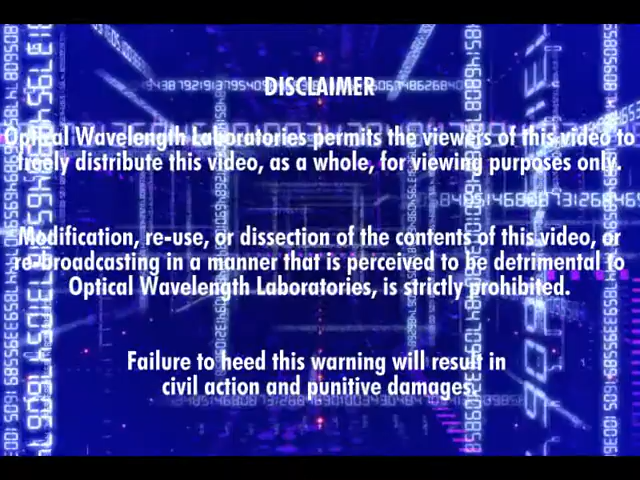 DISCLAIMER
Optical Wavelength Laboratories permits the viewers of this video to
freely distribute this video, as a whole, for viewing purposes only.
Modification, re-use, or dissection of the contents of this video, or
re-broadcasting in a manner that is perceived to be detrimental to
Optical Wavelength Laboratories, is strictly prohibited.
Failure to heed this warning will result in
civil action and punitive damages.